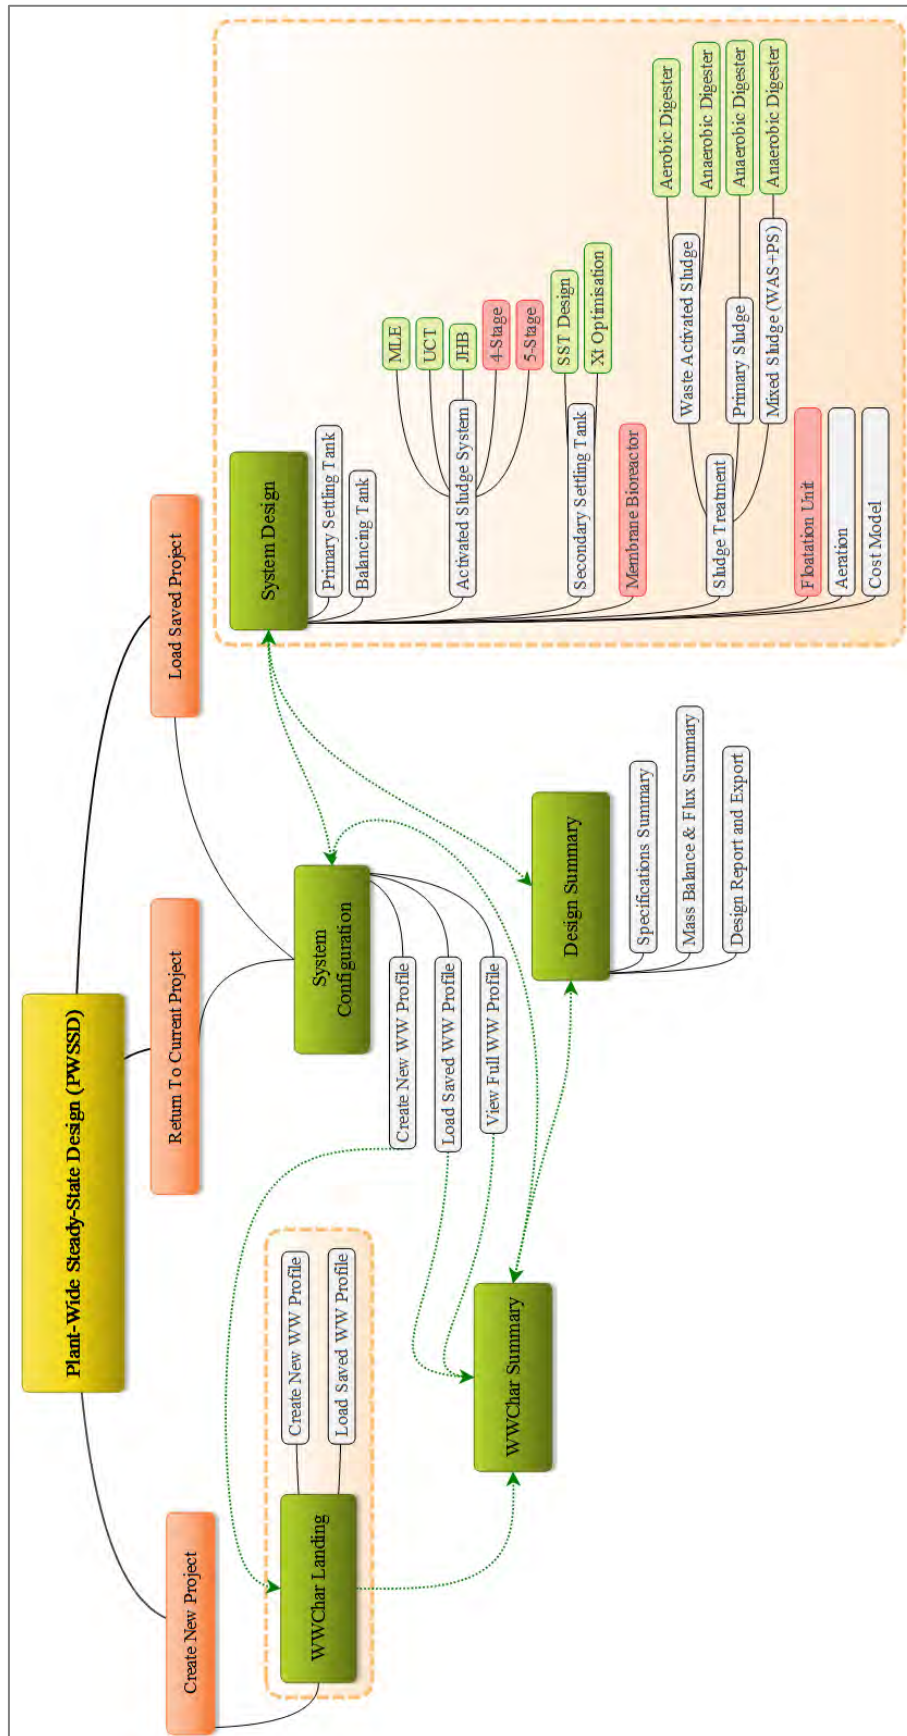 Plant-Wide Steady-State Design (PWSSD)
Create New Project
Return To Current Project
Load Saved Project
WWChar Landing
Create New WW Profile
Load Saved WW Profile
System
Configuration
Create New WW Profile
Load Saved WW Profile
View Full WW Profile
WWChar Summary
Design Summary
Specifications Summary
Mass Balance & Flux Summary
Design Report and Export
System Design
Primary Settling Tank
Balancing Tank
Activated Sludge System
MLE
UCT
JHB
4-Stage
5-Stage
Secondary Settling Tank
SST Design
Xt Optimisation
Membrane Bioreactor
Sludge Treatment
Waste Activated Sludge
Aerobic Digester
Anaerobic Digester
Primary Sludge
Anaerobic Digester
Mixed Sludge (WAS+PS)
Anaerobic Digester
Floatation Unit
Aeration
Cost Model